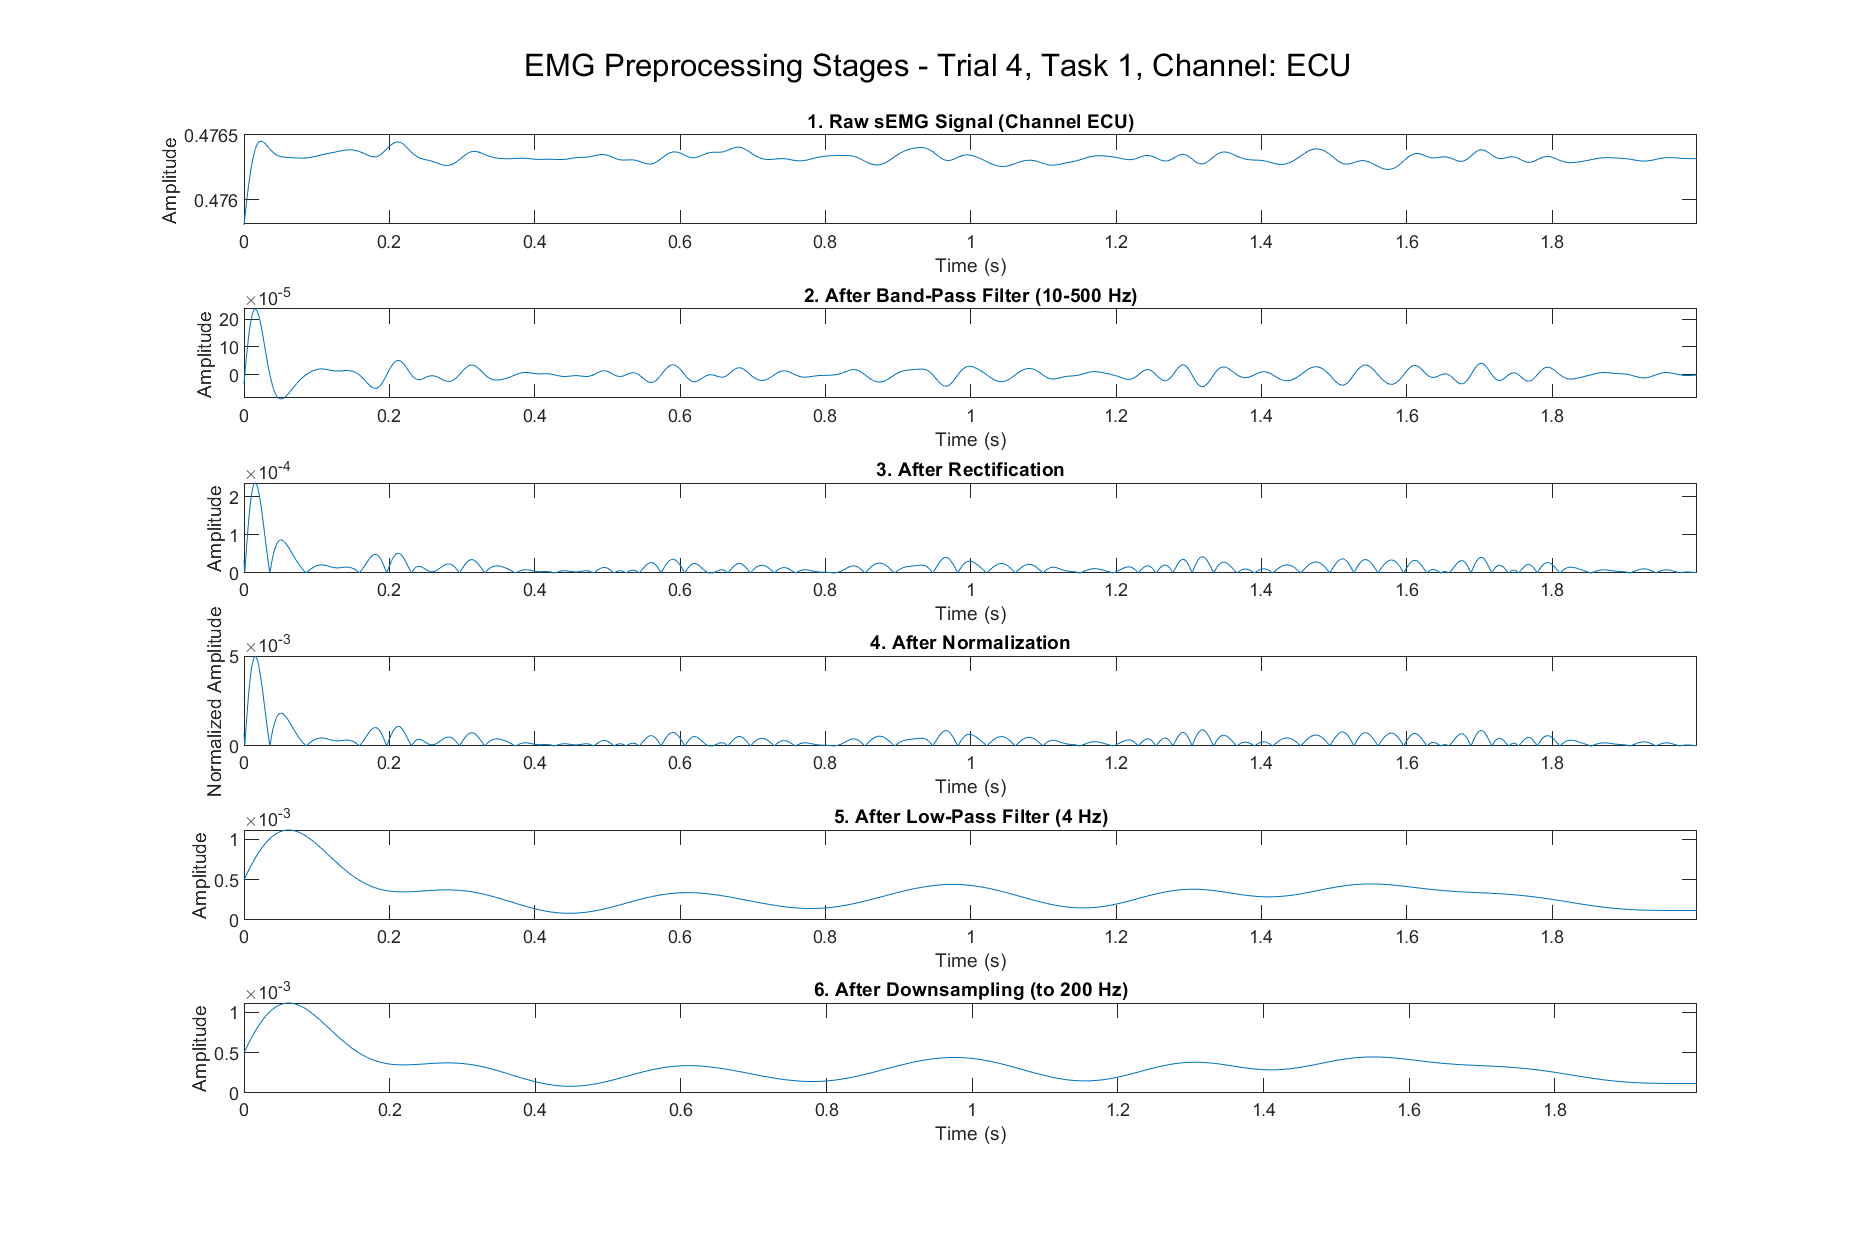 EMG Preprocessing Stages - Trial 4, Task 1, Channel: ECU
1. Raw sEMG Signal (Channel ECU)
Amplitude
0.4765
0.476
0 0.2 0.4 0.6 0.8 1 1.2 1.4 1.6 1.8
Time (s)
2. After Band-Pass Filter (10-500 Hz)
×10-5
Amplitude
20
10
0
0 0.2 0.4 0.6 0.8 1 1.2 1.4 1.6 1.8
Time (s)
3. After Rectification
×10-4
Amplitude
2
1
0
0 0.2 0.4 0.6 0.8 1 1.2 1.4 1.6 1.8
Time (s)
4. After Normalization
×10-3
Normalized Amplitude
5
0
0 0.2 0.4 0.6 0.8 1 1.2 1.4 1.6 1.8
Time (s)
5. After Low-Pass Filter (4 Hz)
×10-3
Amplitude
1
0.5
0
0 0.2 0.4 0.6 0.8 1 1.2 1.4 1.6 1.8
Time (s)
6. After Downsampling (to 200 Hz)
×10-3
Amplitude
1
0.5
0
0 0.2 0.4 0.6 0.8 1 1.2 1.4 1.6 1.8
Time (s)